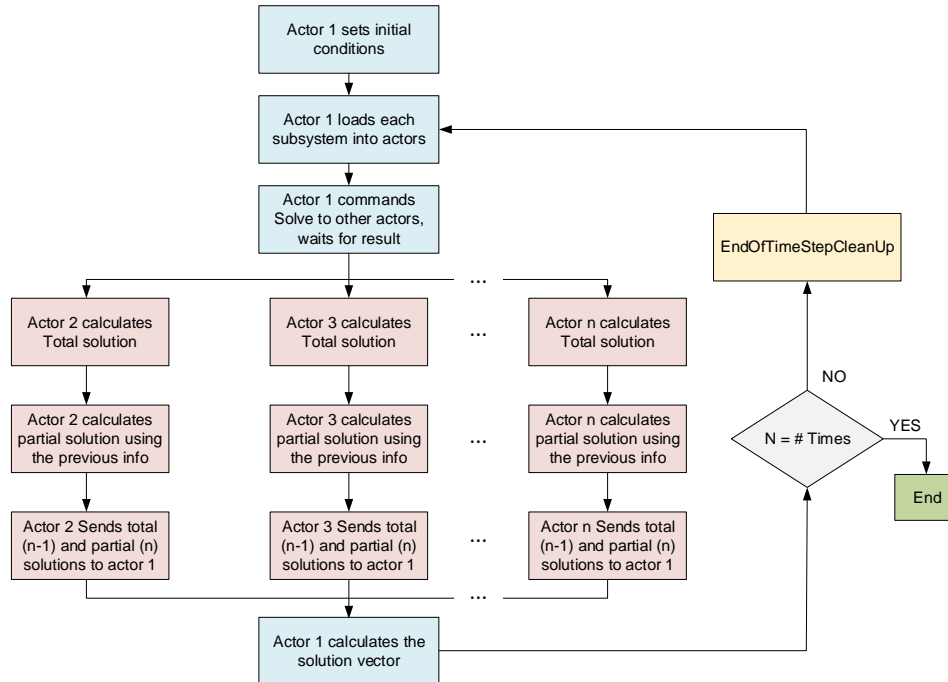 Actor 1 sets initial
conditions
Actor 1 loads each
subsystem into actors
Actor 1 commands
Solve to other actors,
waits for result
EndOfTimeStepCleanUp
...
Actor 2 calculates
Total solution
Actor 3 calculates
Total solution
...
Actor n calculates
Total solution
NO
Actor 2 calculates
partial solution using
the previous info
Actor 3 calculates
partial solution using
the previous info
...
Actor n calculates
partial solution using
the previous info
N = # Times
YES
End
Actor 2 Sends total
(n-1) and partial (n)
solutions to actor 1
Actor 3 Sends total
(n-1) and partial (n)
solutions to actor 1
...
Actor n Sends total
(n-1) and partial (n)
solutions to actor 1
...
Actor 1 calculates the
solution vector